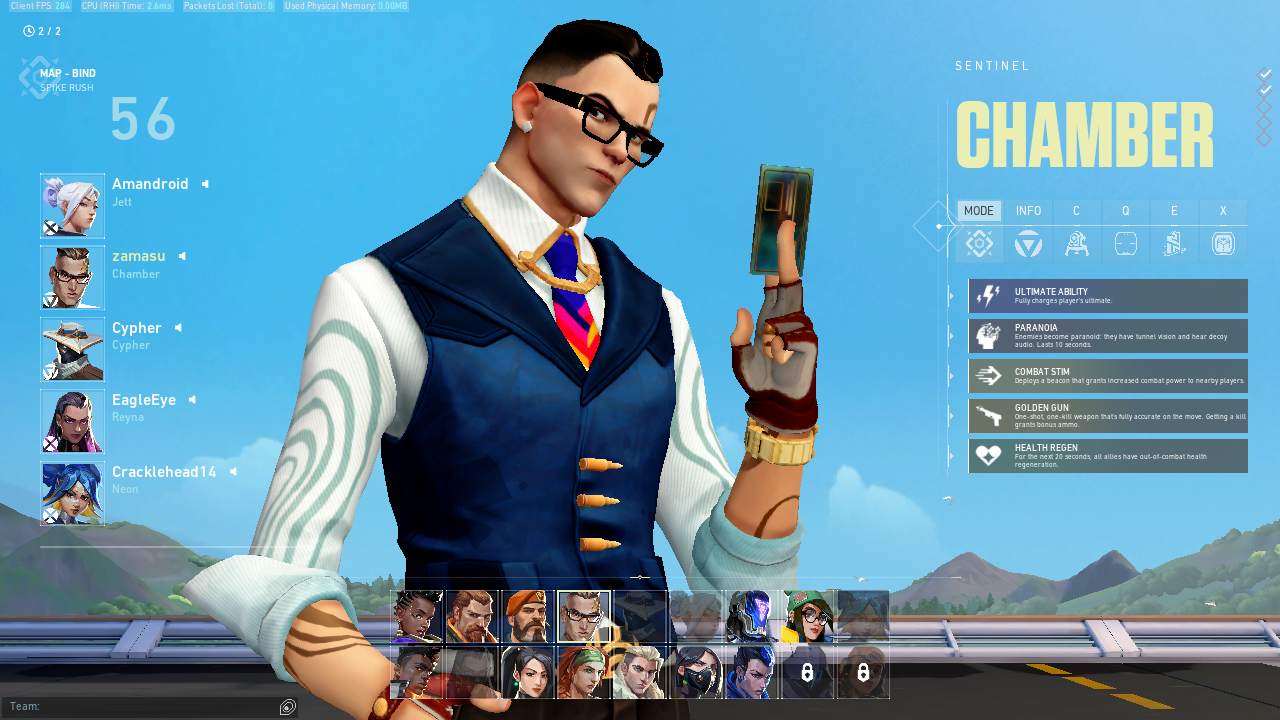 Client FPS: 284 CPU (RHI) Time: 2.6ms Packets Lost (Total): 0 Used Physical Memory: 0.00MB
2 / 2
MAP - BIND
SPIKE RUSH
56
Amandroid
Jett
zamasu
Chamber
Cypher
Cypher
EagleEye
Reyna
Cracklehead14
Neon
SENTINEL
CHAMBER
MODE INFO C Q E X
ULTIMATE ABILITY
Fully charges player's ultimate.
PARANOIA
Enemies become paranoid: they have tunnel vision and hear decoy
audio. Lasts 10 seconds.
COMBAT STIM
Deploys a beacon that grants increased combat power to nearby players.
GOLDEN GUN
One-shot, one-kill weapon that's fully accurate on the move. Getting a kill
grants bonus ammo.
HEALTH REGEN
For the next 20 seconds, all allies have out-of-combat health
regeneration.
Team: